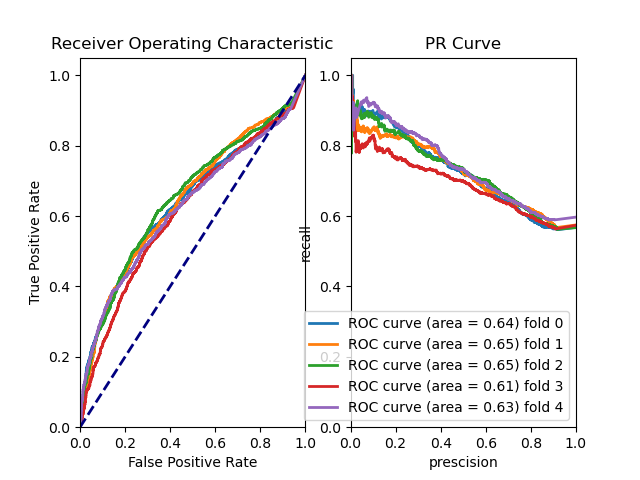 Receiver Operating Characteristic
1.0
0.8
0.6
0.4
0.2
0.0
0.0 0.2 0.4 0.6 0.8 1.0
True Positive Rate
False Positive Rate
PR Curve
1.0
0.8
0.6
0.4
0.2
0.0
0.0 0.2 0.4 0.6 0.8 1.0
recall
prescision
ROC curve (area = 0.64) fold 0
ROC curve (area = 0.65) fold 1
ROC curve (area = 0.65) fold 2
ROC curve (area = 0.61) fold 3
ROC curve (area = 0.63) fold 4